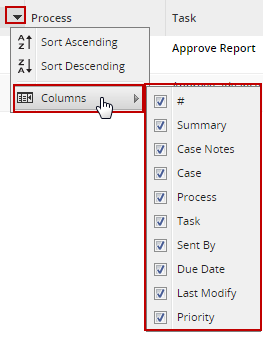 Process Task
Sort Ascending
Approve Report
Sort Descending
Columns
#
Summary
Case Notes
Case
Process
Task
Sent By
Due Date
Last Modify
Priority